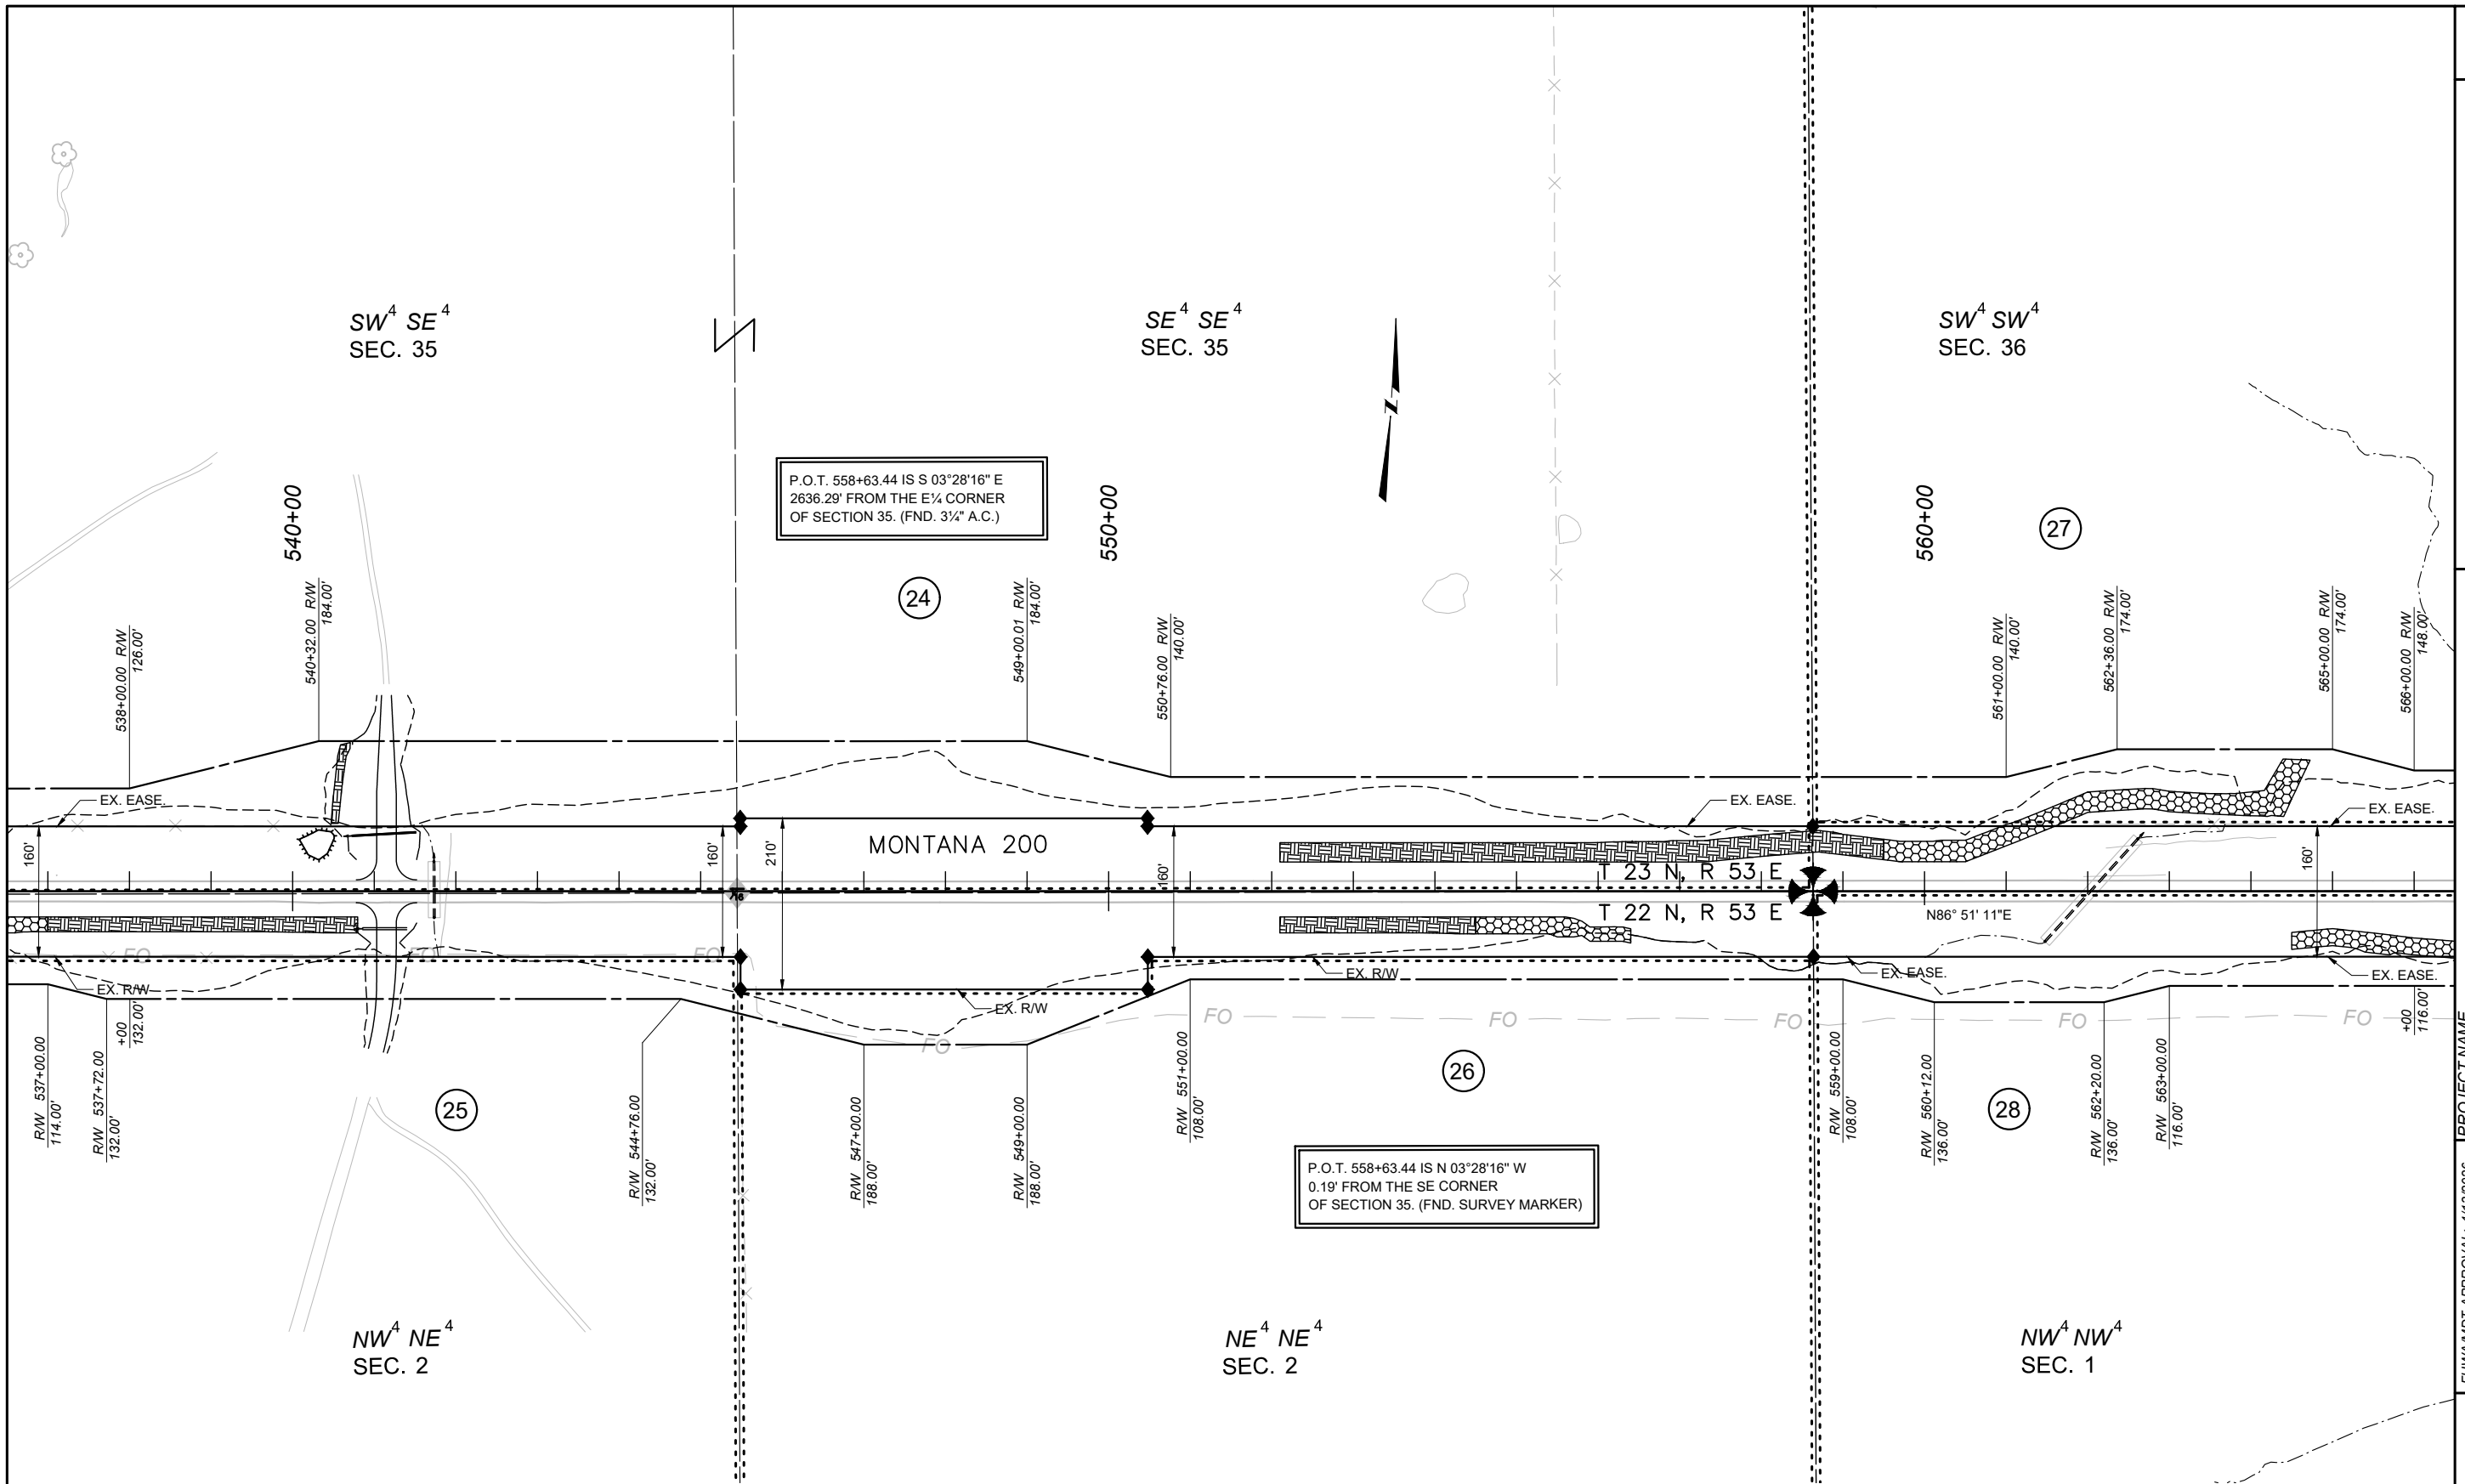 SW4 SE4
SEC. 35
SE4 SE4
SEC. 35
SW4 SW4
SEC. 36
P.O.T. 558+63.44 IS S 03°28'16" E
2636.29' FROM THE E¼ CORNER
OF SECTION 35. (FND. 3¼" A.C.)
540+00
550+00
560+00
24
27
538+00.00 R/W
126.00'
540+32.00 R/W
184.00'
549+00.01 R/W
184.00'
550+76.00 R/W
140.00'
561+00.00 R/W
140.00'
562+36.00 R/W
174.00'
565+00.00 R/W
174.00'
566+00.00 R/W
148.00'
EX. EASE.
EX. EASE.
EX. EASE.
160'
160'
210'
MONTANA 200
160'
160'
T 23 N, R 53 E
T 22 N, R 53 E
N86° 51' 11"E
FO
FO
FO
EX. R/W
EX. R/W
EX. R/W
EX. EASE.
EX. EASE.
FO
FO
FO
FO
FO
FO
R/W 537+00.00
114.00'
R/W 537+72.00
132.00'
+00
132.00'
R/W 544+76.00
132.00'
R/W 547+00.00
188.00'
R/W 549+00.00
188.00'
R/W 551+00.00
108.00'
R/W 559+00.00
108.00'
R/W 560+12.00
136.00'
R/W 562+20.00
136.00'
R/W 563+00.00
116.00'
+00
116.00'
25
26
28
P.O.T. 558+63.44 IS N 03°28'16" W
0.19' FROM THE SE CORNER
OF SECTION 35. (FND. SURVEY MARKER)
NW4 NE4
SEC. 2
NE4 NE4
SEC. 2
NW4 NW4
SEC. 1
PROJECT NAME